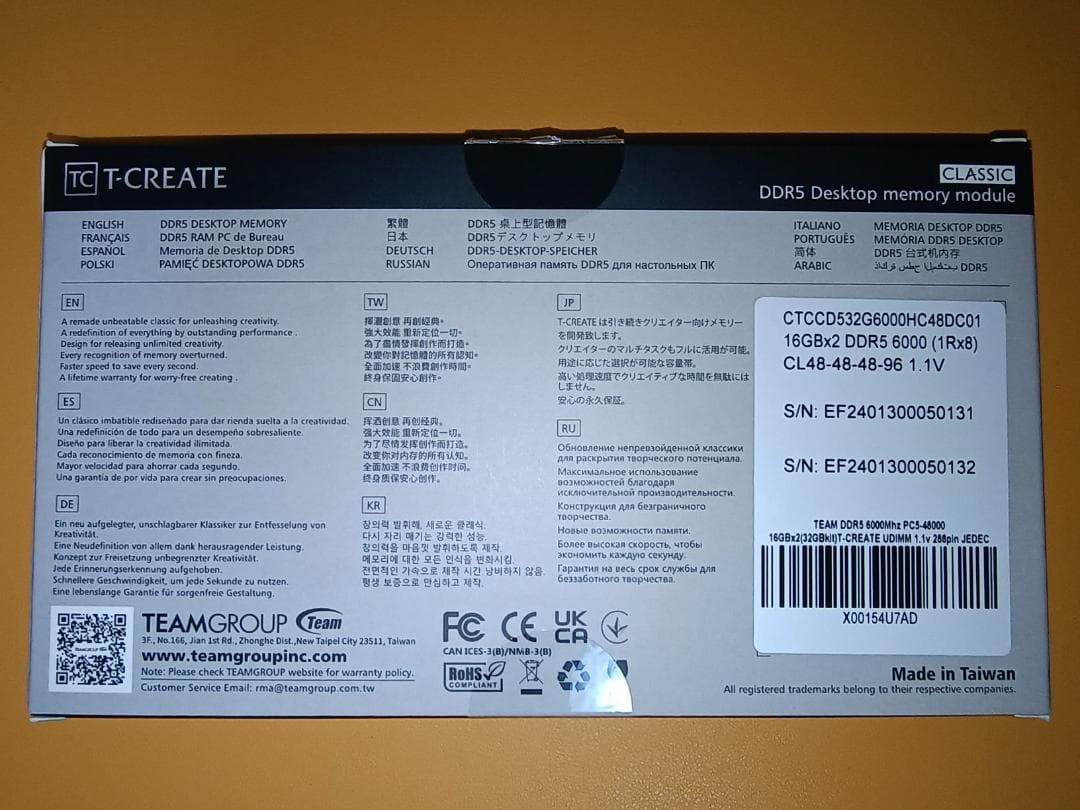 TC T-CREATE
CLASSIC
DDR5 Desktop memory module
ENGLISH DDR5 DESKTOP MEMORY
FRANÇAIS DDR5 RAM PC de Bureau
ESPAÑOL Memoria de Desktop DDR5
POLSKI PAMIĘĆ DESKTOPOWA DDR5
繁體 DDR5 桌上型記憶體
日本 DDR5デスクトップメモリ
DEUTSCH DDR5-DESKTOP-SPEICHER
RUSSIAN Оперативная память DDR5 для настольных ПК
ITALIANO MEMORIA DESKTOP DDR5
PORTUGUÊS MEMÓRIA DDR5 DESKTOP
简体 DDR5 台式机内存
ARABIC DDR5
EN
A remade unbeatable classic for unleashing creativity.
A redefinition of everything by outstanding performance .
Design for releasing unlimited creativity.
Every recognition of memory overturned.
Faster speed to save every second.
A lifetime warranty for worry-free creating .
ES
Un clásico imbatible rediseñado para dar rienda suelta a la creatividad.
Una redefinición de todo para un desempeño sobresaliente.
Diseño para liberar la creatividad ilimitada.
Cada reconocimiento de memoria con fineza.
Mayor velocidad para ahorrar cada segundo.
Una garantía de por vida para crear sin preocupaciones.
DE
Ein neu aufgelegter, unschlagbarer Klassiker zur Entfesselung von
Kreativität.
Eine Neudefinition von allem dank herausragender Leistung.
Konzept zur Freisetzung unbegrenzter Kreativität.
Jede Erinnerungserkennung aufgehoben.
Schnellere Geschwindigkeit, um jede Sekunde zu nutzen.
Eine lebenslange Garantie für sorgenfreie Gestaltung.
TW
揮灑創意 再創經典。
強大效能 重新定位一切。
為了盡情發揮創作而打造。
改變你對記憶體的所有認知。
全面加速 不浪費創作時間。
終身保固安心創作。
CN
挥洒创意 再创经典。
强大效能 重新定位一切。
为了尽情发挥创作而打造。
改变你对内存的所有认知。
全面加速 不浪费创作时间。
终身质保安心创作。
KR
창의력 발휘해, 새로운 클래식.
다시 자리 매기는 강력한 성능.
창의력을 마음껏 발휘하도록 제작.
메모리에 대한 모든 인식을 변화시킴.
전면적인 가속으로 제작 시간 낭비하지 않음.
평생 보증으로 안심하고 제작.
JP
T-CREATE は引き続きクリエイター向けメモリー
を開発致します。
クリエイターのマルチタスクもフルに活用が可能。
用途に応じた選択が可能な容量帯。
高い処理速度でクリエイティブな時間を無駄には
しません。
安心の永久保証。
RU
Обновление непревзойденной классики
для раскрытия творческого потенциала.
Максимальное использование
возможностей благодаря
исключительной производительности.
Конструкция для безграничного
творчества.
Новые возможности памяти.
Более высокая скорость, чтобы
экономить каждую секунду.
Гарантия на весь срок службы для
беззаботного творчества.
CTCCD532G6000HC48DC01
16GBx2 DDR5 6000 (1Rx8)
CL48-48-48-96 1.1V
S/N: EF2401300050131
S/N: EF2401300050132
TEAM DDR5 6000Mhz PC5-48000
16GBx2(32GBkit)T-CREATE UDIMM 1.1v 288pin JEDEC
X00154U7AD
TEAMGROUP Team
3F., No.166, Jian 1st Rd., Zhonghe Dist.,New Taipei City 23511, Taiwan
www.teamgroupinc.com
Note: Please check TEAMGROUP website for warranty policy.
Customer Service Email: rma@teamgroup.com.tw
FC CE UK CA
CAN ICES-3(B)/NMB-3(B)
RoHS
COMPLIANT
Made in Taiwan
All registered trademarks belong to their respective companies.